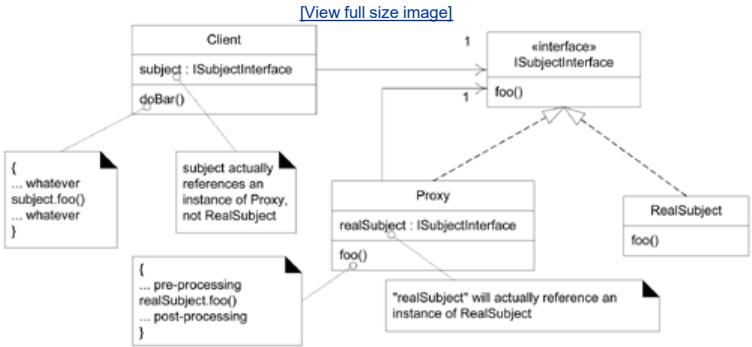 [View full size image]
Client
subject : ISubjectInterface
doBar()
1
«interface»
ISubjectInterface
foo()
1
{
... whatever
subject.foo()
... whatever
}
subject actually
references an
instance of Proxy,
not RealSubject
Proxy
realSubject : ISubjectInterface
foo()
RealSubject
foo()
{
... pre-processing
realSubject.foo()
... post-processing
}
"realSubject" will actually reference an
instance of RealSubject